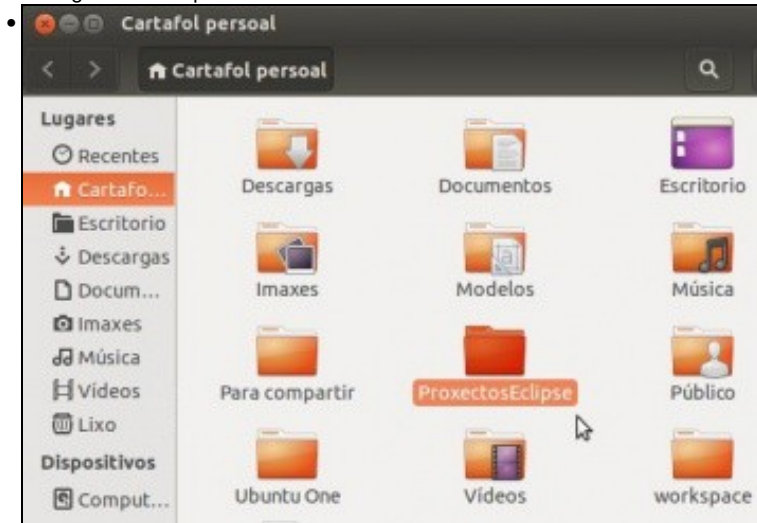 Cartafol persoal
Cartafol persoal
Lugares
Recentes
Cartafo...
Escritorio
Descargas
Docum...
Imaxes
Música
Vídeos
Lixo
Dispositivos
Comput...
Descargas
Documentos
Escritorio
Imaxes
Modelos
Música
Para compartir
ProxectosEclipse
Público
Ubuntu One
Vídeos
workspace